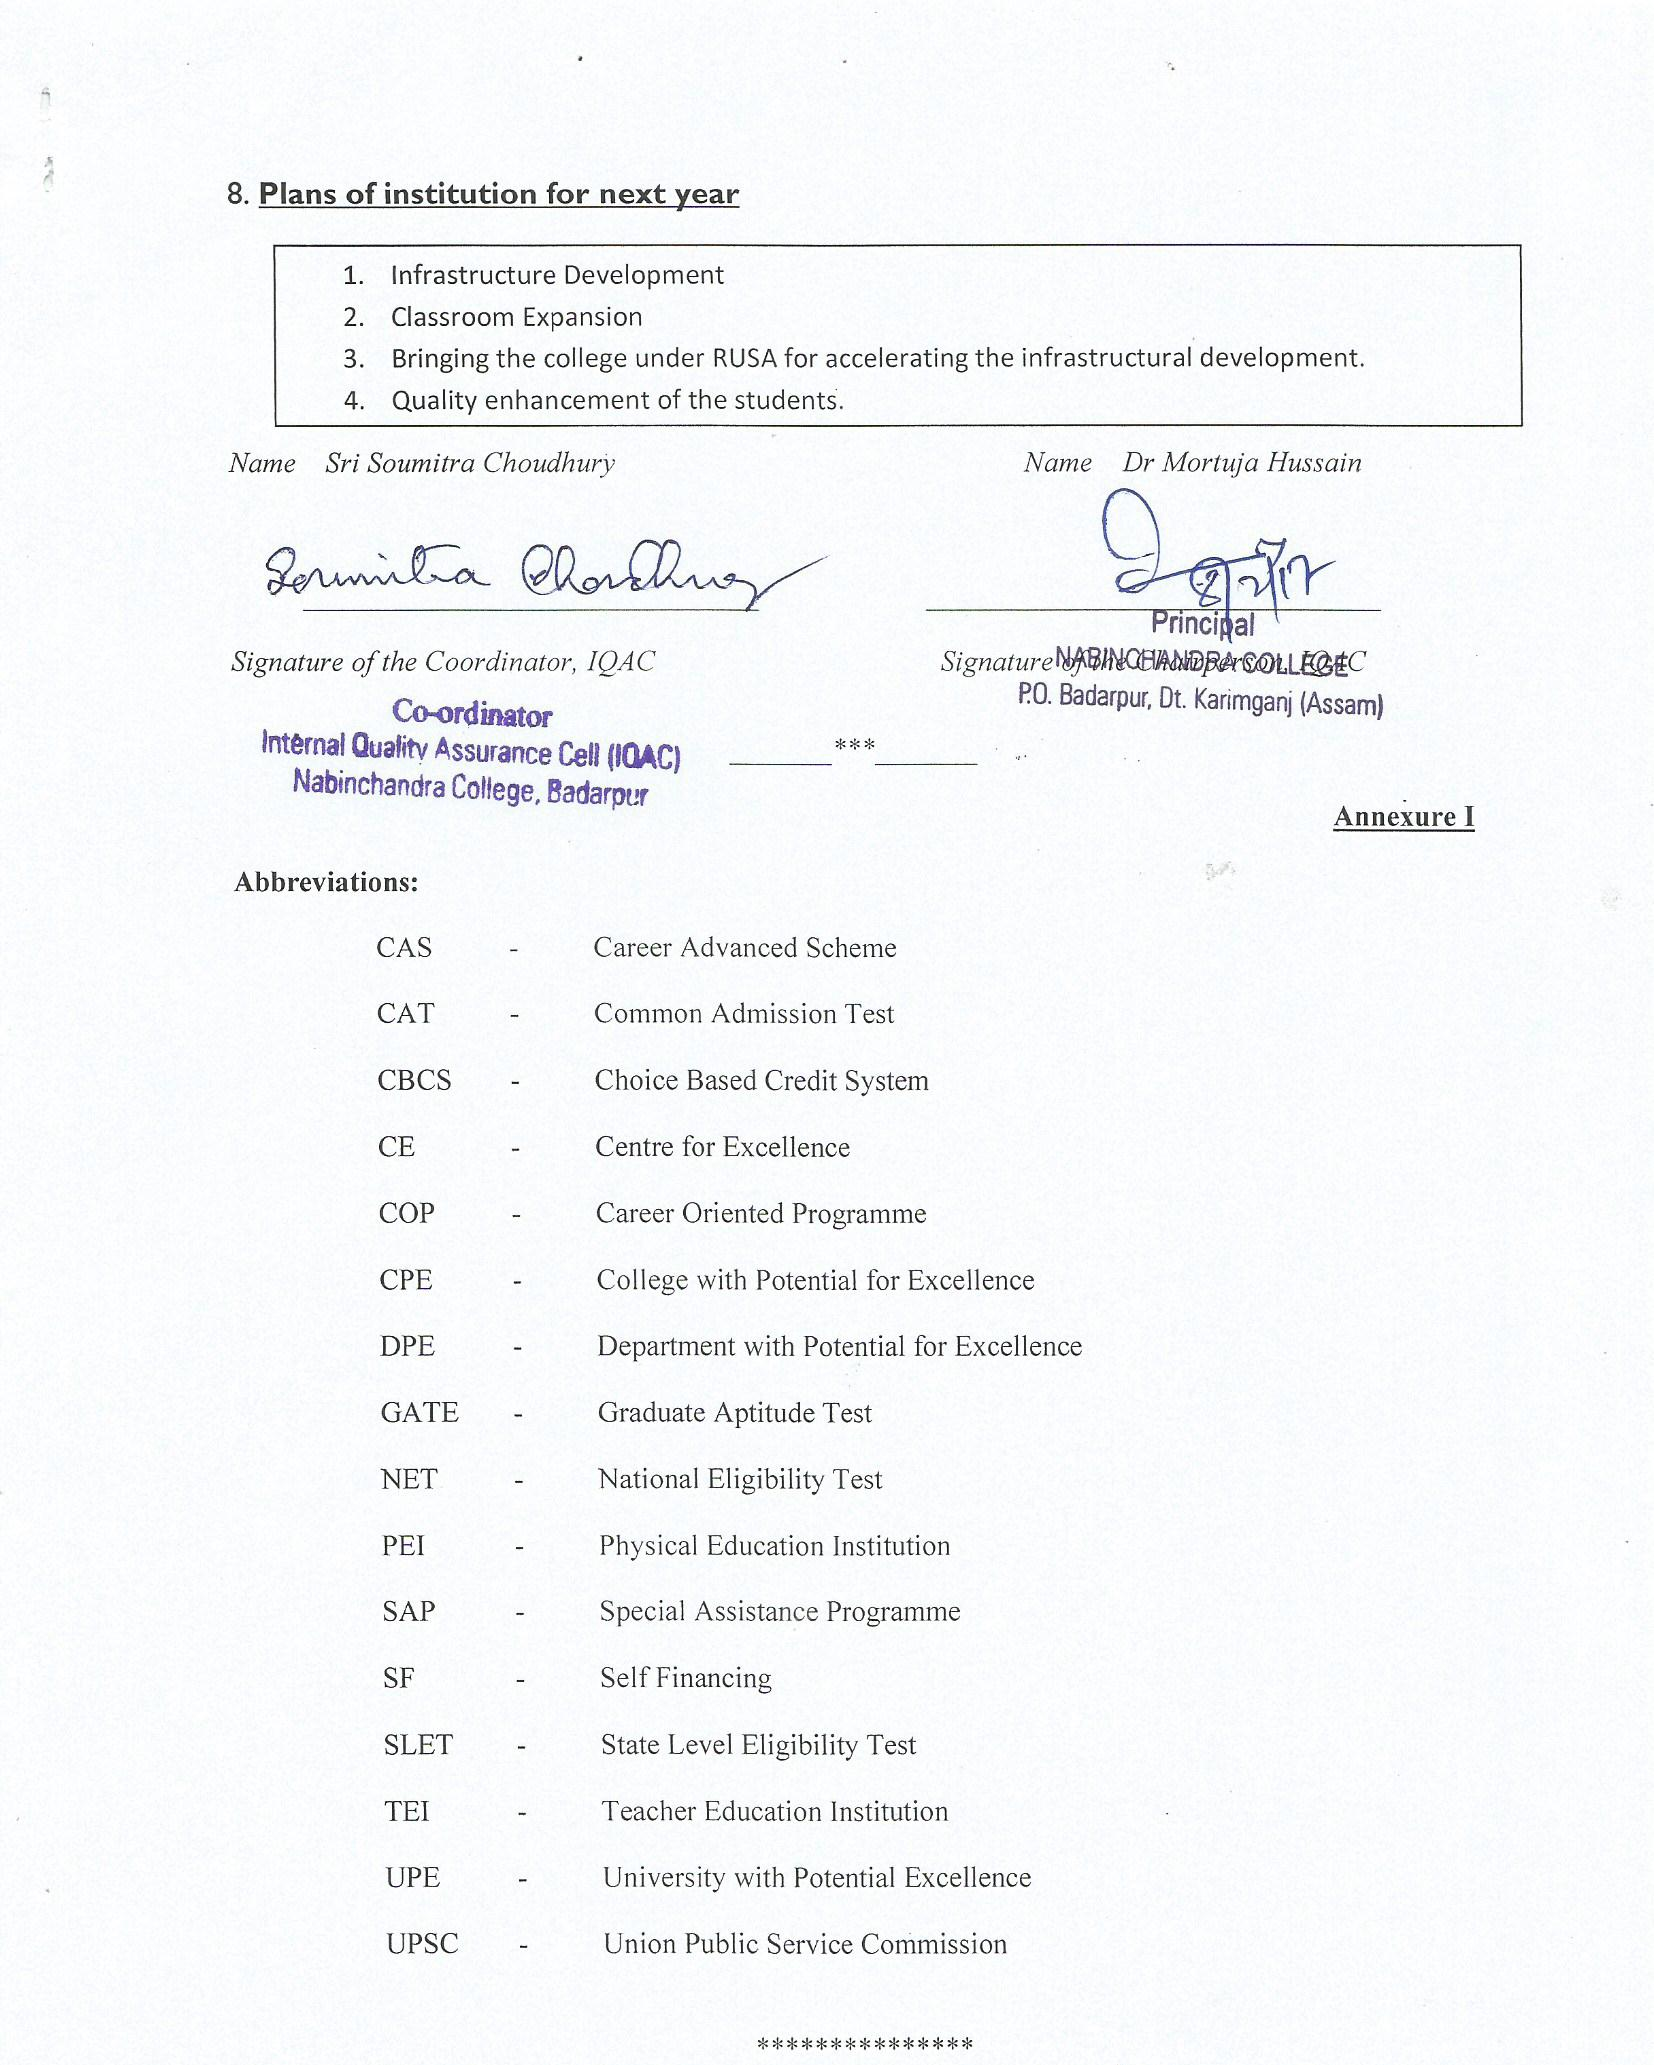 8. Plans of institution for next year
1. Infrastructure Development
2. Classroom Expansion
3. Bringing the college under RUSA for accelerating the infrastructural development.
4. Quality enhancement of the students.
Name Sri Soumitra Choudhury
Name Dr Mortuja Hussain
Soumitra Choudhury
Signature of the Coordinator, IQAC
Principal
Signature of the Chairperson, IQAC
NABINCHANDRA COLLEGE
P.O. Badarpur, Dt. Karimganj (Assam)
Co-ordinator
Internal Quality Assurance Cell (IQAC)
Nabinchandra College, Badarpur
_______***_______
Annexure I
Abbreviations:
CAS - Career Advanced Scheme
CAT - Common Admission Test
CBCS - Choice Based Credit System
CE - Centre for Excellence
COP - Career Oriented Programme
CPE - College with Potential for Excellence
DPE - Department with Potential for Excellence
GATE - Graduate Aptitude Test
NET - National Eligibility Test
PEI - Physical Education Institution
SAP - Special Assistance Programme
SF - Self Financing
SLET - State Level Eligibility Test
TEI - Teacher Education Institution
UPE - University with Potential Excellence
UPSC - Union Public Service Commission
***************